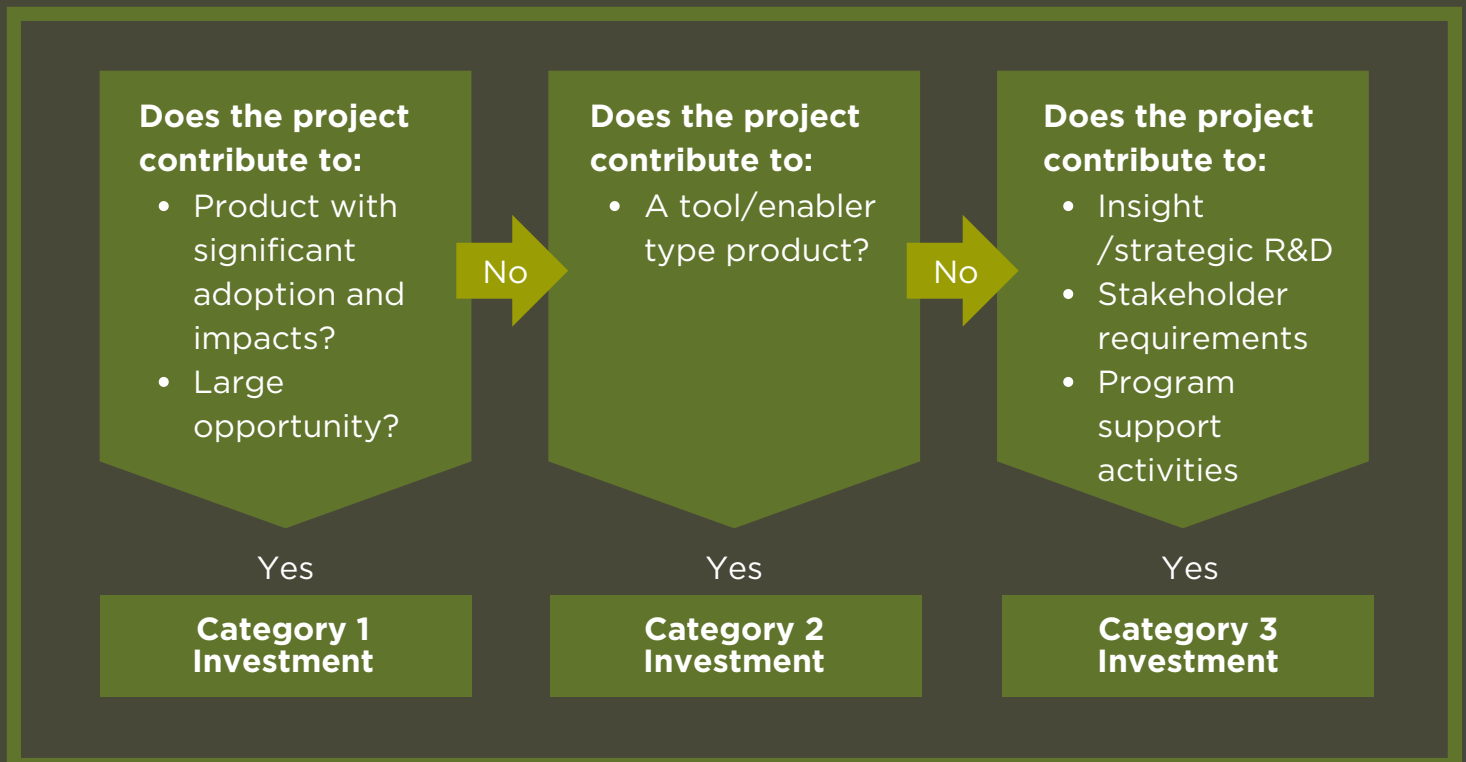 Does the project
contribute to:
• Product with
significant
adoption and
impacts?
• Large
opportunity?
No
Does the project
contribute to:
• A tool/enabler
type product?
No
Does the project
contribute to:
• Insight
/strategic R&D
• Stakeholder
requirements
• Program
support
activities
Yes
Yes
Yes
Category 1
Investment
Category 2
Investment
Category 3
Investment